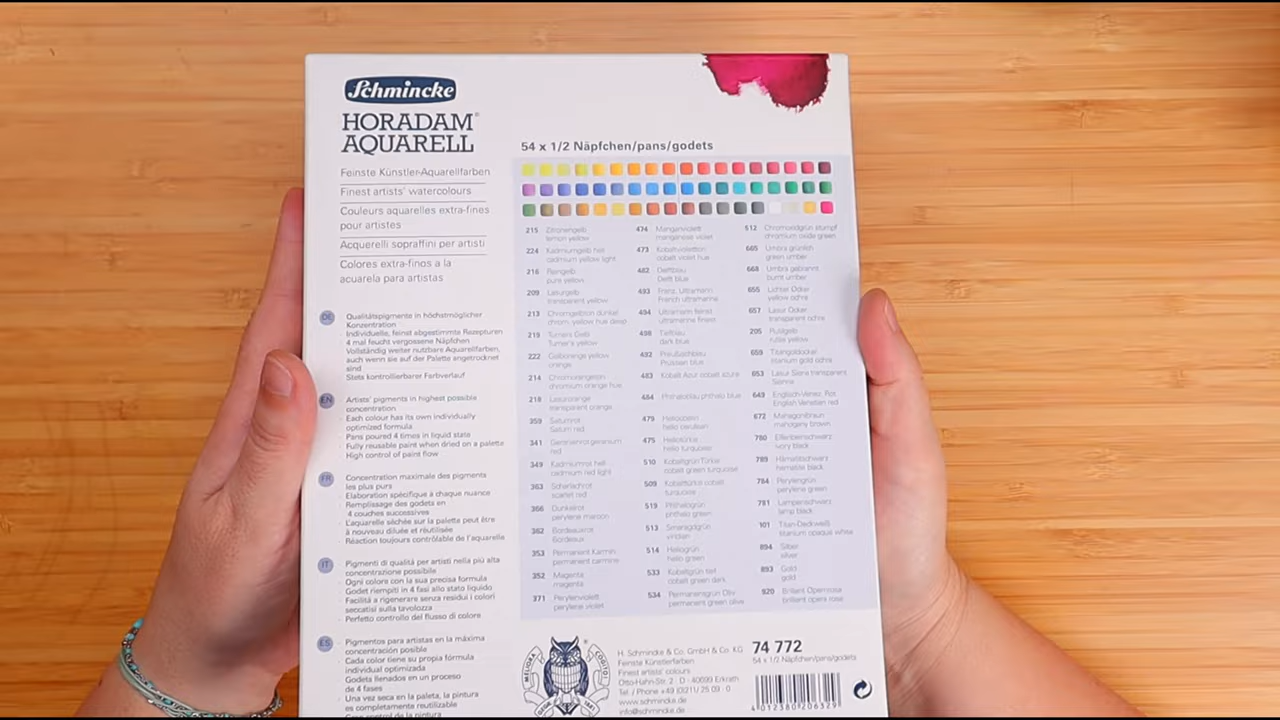 Schmincke
HORADAM®
AQUARELL
Feinste Künstler-Aquarellfarben
Finest artists' watercolours
Couleurs aquarelles extra-fines
pour artistes
Acquerelli sopraffini per artisti
Colores extra-finos a la
acuarela para artistas
DE
Qualitätspigmente in höchstmöglicher
Konzentration
Individuelle, feinst abgestimmte Rezepturen
4 mal feucht vergossene Näpfchen
Vollständig weiter nutzbare Aquarellfarben,
auch wenn sie auf der Palette angetrocknet
sind
Stets kontrollierbarer Farbverlauf
EN
Artists' pigments in highest possible
concentration
Each colour has its own individually
optimized formula
Pans poured 4 times in liquid state
Fully reusable paint when dried on a palette
High control of paint flow
FR
Concentration maximale des pigments
les plus purs
Elaboration spécifique à chaque nuance
Remplissage des godets en
4 couches successives
L'aquarelle séchée sur la palette peut être
à nouveau diluée et réutilisée
Réaction toujours contrôlable de l'aquarelle
IT
Pigmenti di qualità per artisti nella più alta
concentrazione possibile
Ogni colore con la sua precisa formula
Godet riempiti in 4 fasi allo stato liquido
Facilità a rigenerare senza residui i colori
seccatisi sulla tavolozza
Perfetto controllo del flusso di colore
ES
Pigmentos para artistas en la máxima
concentración posible
Cada color tiene su propia fórmula
individual optimizada
Godets llenados en un proceso
de 4 fases
Una vez seca en la paleta, la pintura
es completamente reutilizable
54 x 1/2 Näpfchen/pans/godets
215 Zitronengelb
lemon yellow
224 Kadmiumgelb hell
cadmium yellow light
216 Reingelb
pure yellow
209 Lasurgelb
transparent yellow
213 Chromgelbton dunkel
chrom. yellow hue deep
219 Turners Gelb
Turner's yellow
222 Gelborange yellow
orange
214 Chromorangeton
chromium orange hue
218 Lasurorange
transparent orange
359 Saturnrot
Saturn red
341 Geranienrot geranium
red
349 Kadmiumrot hell
cadmium red light
363 Scharlachrot
scarlet red
366 Dunkelrot
perylene maroon
362 Bordeauxrot
Bordeaux
353 Permanent Karmin
permanent carmine
352 Magenta
magenta
371 Perylenviolett
perylene violet
474 Manganviolett
manganese violet
473 Kobaltviolettton
cobalt violet hue
482 Delftblau
Delft blue
493 Franz. Ultramarin
French ultramarine
494 Ultramarin feinst
ultramarine finest
498 Tiefblau
dark blue
492 Preußischblau
Prussian blue
483 Kobalt Azur cobalt azure
484 Phthaloblau phthalo blue
479 Heliocoelin
helio cerulean
475 Heliotürkis
helio turquoise
510 Kobaltgrün Türkis
cobalt green turquoise
509 Kobalttürkis cobalt
turquoise
519 Phthalogrün
phthalo green
513 Smaragdgrün
viridian
514 Heliogrün
helio green
533 Kobaltgrün tief
cobalt green dark
534 Permanentgrün Oliv
permanent green olive
512 Chromoxidgrün stumpf
chromium oxide green
665 Umbra grünlich
green umber
668 Umbra gebrannt
burnt umber
655 Lichter Ocker
yellow ochre
657 Lasur Ocker
transparent ochre
205 Rutilgelb
rutile yellow
659 Titangoldocker
titanium gold ochre
653 Lasur Siena transparent
Sienna
649 Englisch-Venez. Rot
English Venetian red
672 Mahagonibraun
mahogany brown
780 Elfenbeinschwarz
ivory black
789 Hämatitschwarz
hematite black
784 Perylengrün
perylene green
781 Lampenschwarz
lamp black
101 Titan-Deckweiß
titanium opaque white
894 Silber
silver
893 Gold
gold
920 Brillant Opernrosa
brilliant opera rose
MELIORA
COGITO
H. Schmincke & Co. GmbH & Co. KG
Feinste Künstlerfarben
Finest artists' colours
Otto-Hahn-Str. 2 · D - 40699 Erkrath
Tel. / Phone +49 (0)211/ 25 09 - 0
www.schmincke.de
info@schmincke.de
74 772
54 x 1/2 Näpfchen/pans/godets
4 012380 206329